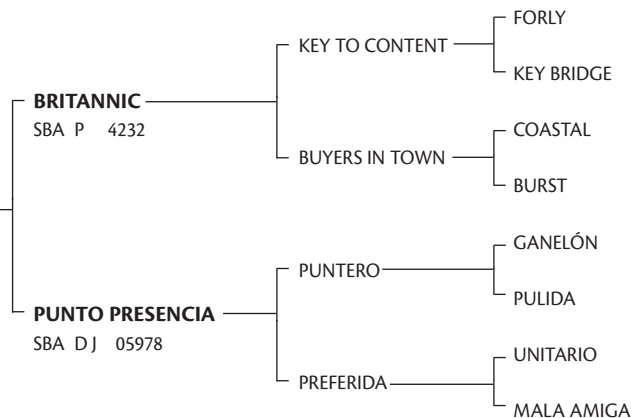 FORLY
KEY TO CONTENT
KEY BRIDGE
BRITANNIC
SBA P 4232
COASTAL
BUYERS IN TOWN
BURST
GANELÓN
PUNTERO
PULIDA
PUNTO PRESENCIA
SBA D J 05978
UNITARIO
PREFERIDA
MALA AMIGA